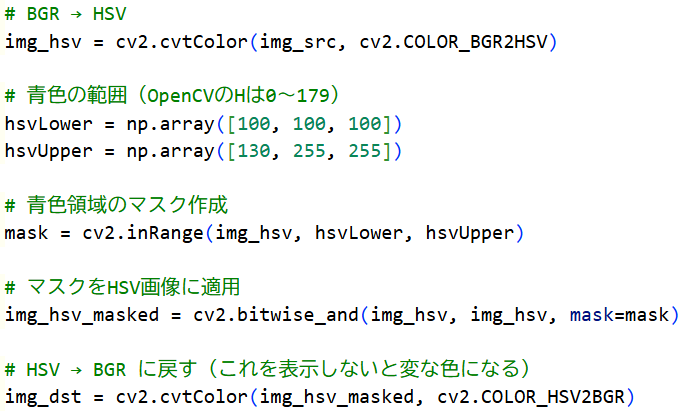 # BGR → HSV
img_hsv = cv2.cvtColor(img_src, cv2.COLOR_BGR2HSV)
# 青色の範囲（OpenCVのHは0～179）
hsvLower = np.array([100, 100, 100])
hsvUpper = np.array([130, 255, 255])
# 青色領域のマスク作成
mask = cv2.inRange(img_hsv, hsvLower, hsvUpper)
# マスクをHSV画像に適用
img_hsv_masked = cv2.bitwise_and(img_hsv, img_hsv, mask=mask)
# HSV → BGR に戻す（これを表示しないと変な色になる）
img_dst = cv2.cvtColor(img_hsv_masked, cv2.COLOR_HSV2BGR)